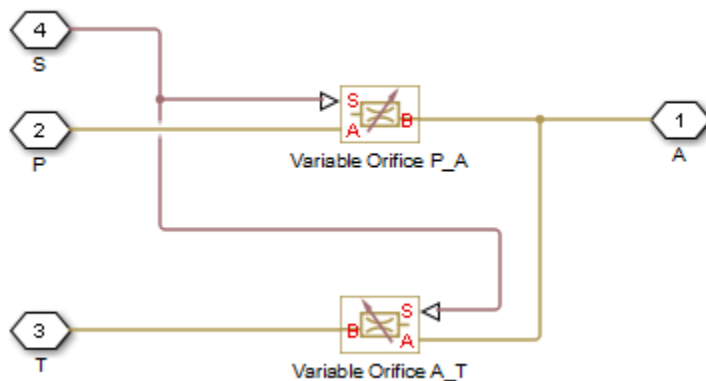 4
S
S
2
A
B
1
P
A
Variable Orifice P_A
S
3
B
A
T
Variable Orifice A_T